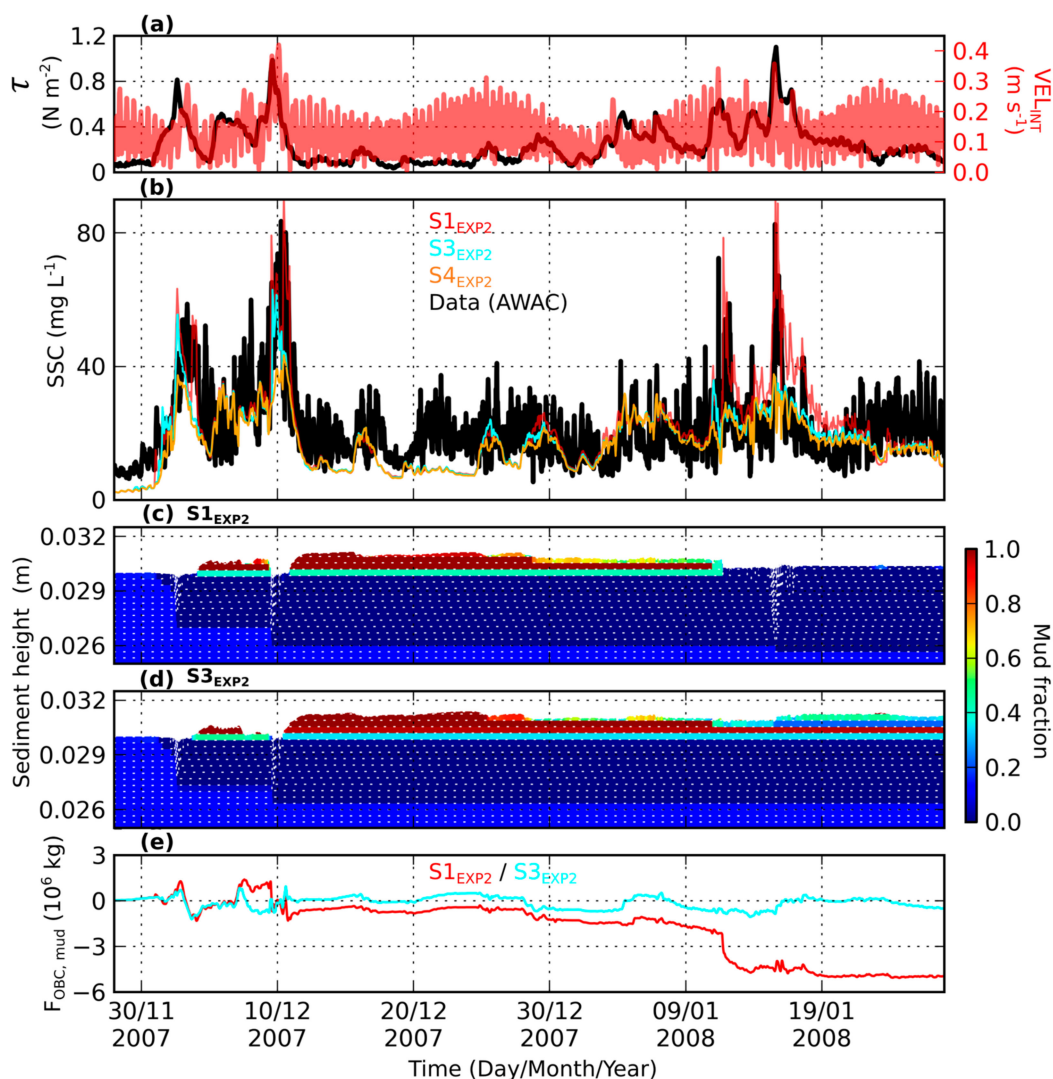 (a)
1.2
0.8
0.4
0
τ
(N m⁻²)
0.4
0.3
0.2
0.1
0.0
VEL_INT
(m s⁻¹)
(b)
80
40
0
SSC (mg L⁻¹)
S1_EXP2
S3_EXP2
S4_EXP2
Data (AWAC)
(c) S1_EXP2
0.032
0.029
0.026
(d) S3_EXP2
0.032
0.029
0.026
Sediment height (m)
1.0
0.8
0.6
0.4
0.2
0.0
Mud fraction
(e)
3
0
−3
−6
F_OBC, mud (10⁶ kg)
S1_EXP2 / S3_EXP2
30/11 10/12 20/12 30/12 09/01 19/01
2007 2007 2007 2007 2008 2008
Time (Day/Month/Year)